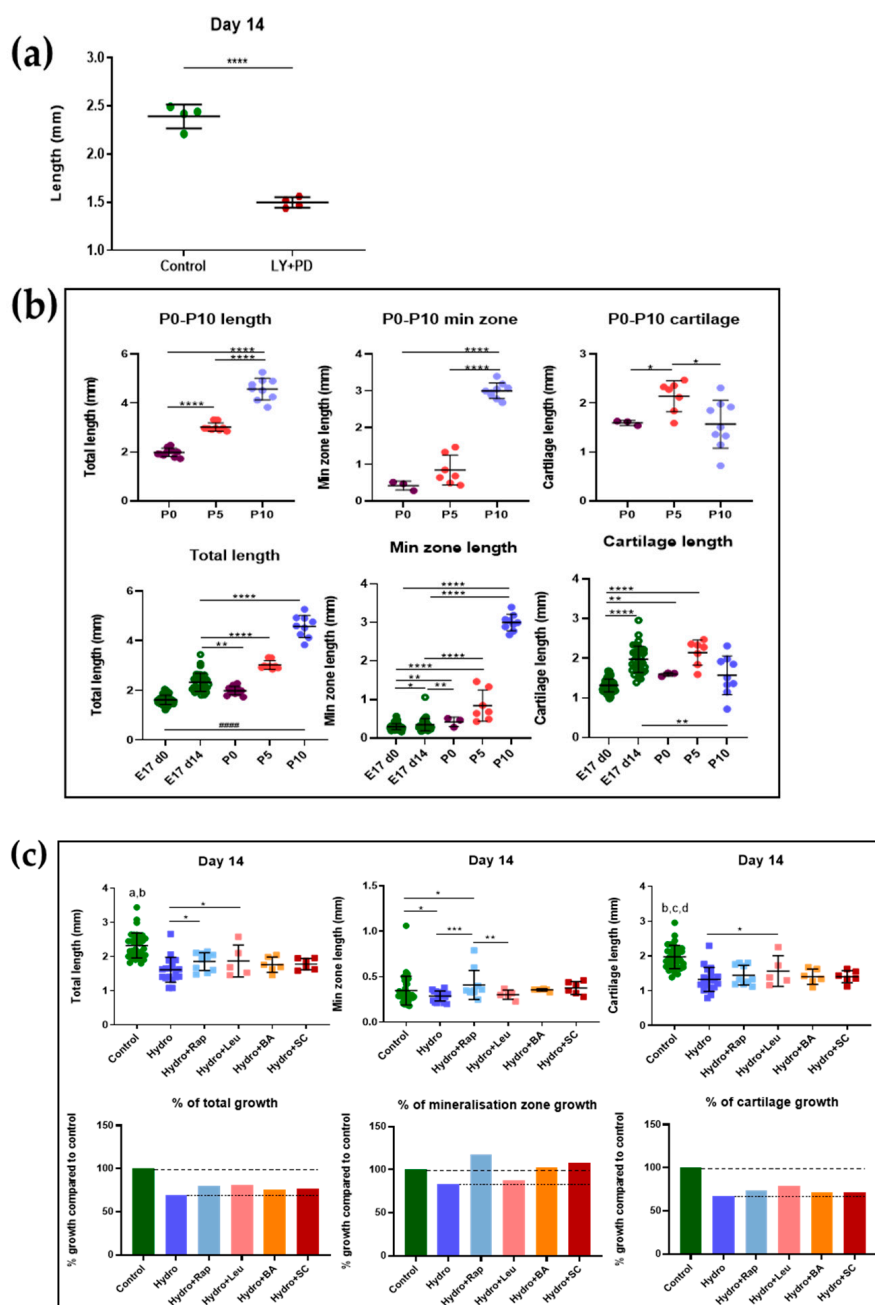 (a)
Day 14
****
Length (mm)
3.0
2.5
2.0
1.5
1.0
Control LY+PD
(b)
P0-P10 length P0-P10 min zone P0-P10 cartilage
Total length (mm)
6
4
2
0
****
****
****
P0 P5 P10
Min zone length (mm)
4
3
2
1
0
****
****
P0 P5 P10
Cartilage length (mm)
3
2
1
0
* *
P0 P5 P10
Total length Min zone length Cartilage length
Total length (mm)
6
4
2
0
****
****
**
####
E17 d0 E17 d14 P0 P5 P10
Min zone length (mm)
4
3
2
1
0
****
****
****
****
**
* **
E17 d0 E17 d14 P0 P5 P10
Cartilage length (mm)
4
3
2
1
0
****
**
****
**
E17 d0 E17 d14 P0 P5 P10
(c)
Day 14 Day 14 Day 14
Total length (mm)
4
3
2
1
0
a,b
*
*
Control Hydro Hydro+Rap Hydro+Leu Hydro+BA Hydro+SC
Min zone length (mm)
1.5
1.0
0.5
0.0
*
*
***
**
Control Hydro Hydro+Rap Hydro+Leu Hydro+BA Hydro+SC
Cartilage length (mm)
4
3
2
1
0
b,c,d
*
Control Hydro Hydro+Rap Hydro+Leu Hydro+BA Hydro+SC
% of total growth % of mineralisation zone growth % of cartilage growth
% growth compared to control
150
100
50
0
Control Hydro Hydro+Rap Hydro+Leu Hydro+BA Hydro+SC
% growth compared to control
150
100
50
0
Control Hydro Hydro+Rap Hydro+Leu Hydro+BA Hydro+SC
% growth compared to control
150
100
50
0
Control Hydro Hydro+Rap Hydro+Leu Hydro+BA Hydro+SC